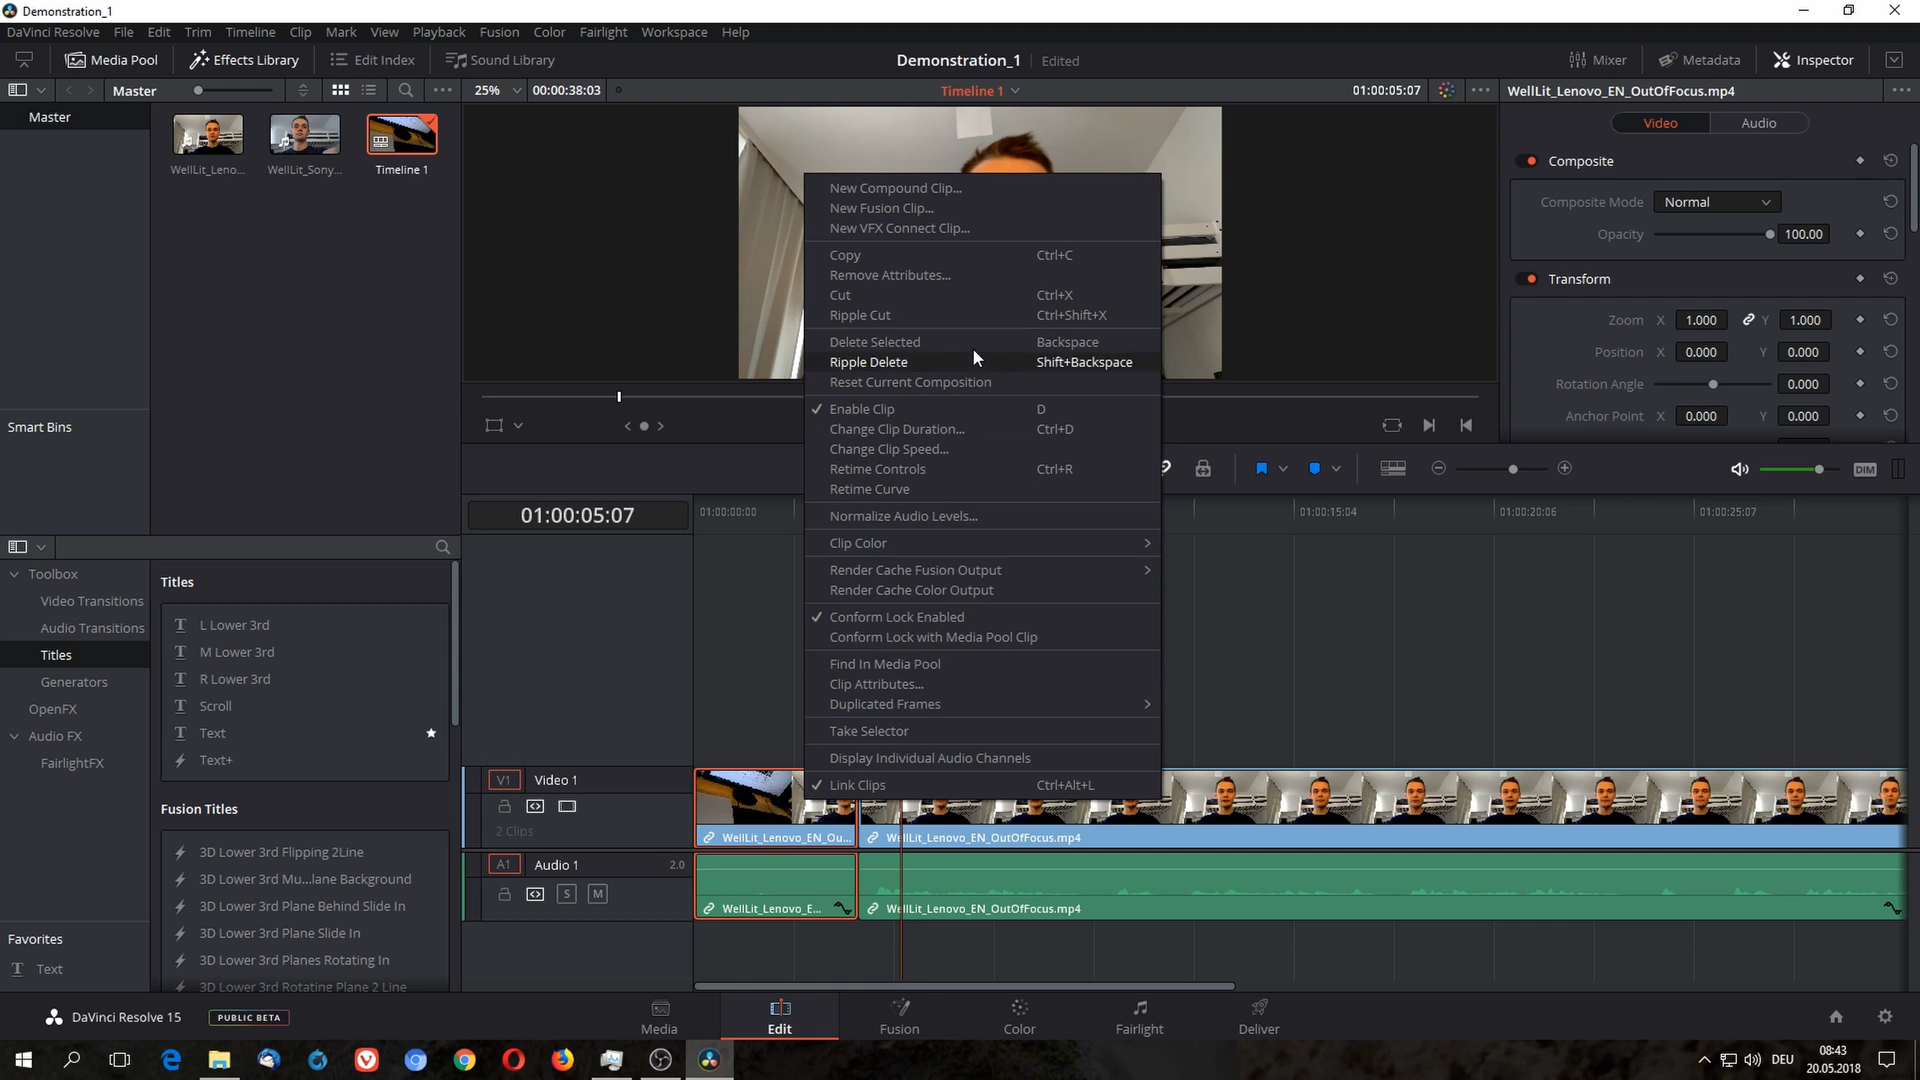 Demonstration_1
DaVinci Resolve File Edit Trim Timeline Clip Mark View Playback Fusion Color Fairlight Workspace Help
Media Pool Effects Library Edit Index Sound Library Demonstration_1 Edited Mixer Metadata Inspector
Master 25% 00:00:38:03 Timeline 1 01:00:05:07 WellLit_Lenovo_EN_OutOfFocus.mp4
Master
WellLit_Leno... WellLit_Sony... Timeline 1
Smart Bins
Video Audio
Composite
Composite Mode Normal
Opacity 100.00
Transform
Zoom X 1.000 Y 1.000
Position X 0.000 Y 0.000
Rotation Angle 0.000
Anchor Point X 0.000 Y 0.000
New Compound Clip...
New Fusion Clip...
New VFX Connect Clip...
Copy Ctrl+C
Remove Attributes...
Cut Ctrl+X
Ripple Cut Ctrl+Shift+X
Delete Selected Backspace
Ripple Delete Shift+Backspace
Reset Current Composition
Enable Clip D
Change Clip Duration... Ctrl+D
Change Clip Speed...
Retime Controls Ctrl+R
Retime Curve
Normalize Audio Levels...
Clip Color
Render Cache Fusion Output
Render Cache Color Output
Conform Lock Enabled
Conform Lock with Media Pool Clip
Find In Media Pool
Clip Attributes...
Duplicated Frames
Take Selector
Display Individual Audio Channels
Link Clips Ctrl+Alt+L
DIM
01:00:05:07 01:00:00:00 01:00:15:04 01:00:20:06 01:00:25:07
Toolbox
Video Transitions
Audio Transitions
Titles
Generators
OpenFX
Audio FX
FairlightFX
Favorites
Text
Titles
L Lower 3rd
M Lower 3rd
R Lower 3rd
Scroll
Text
Text+
Fusion Titles
3D Lower 3rd Flipping 2Line
3D Lower 3rd Mu...lane Background
3D Lower 3rd Plane Behind Slide In
3D Lower 3rd Plane Slide In
3D Lower 3rd Planes Rotating In
3D Lower 3rd Rotating Plane 2 Line
V1 Video 1
2 Clips
WellLit_Lenovo_EN_Ou... WellLit_Lenovo_EN_OutOfFocus.mp4
A1 Audio 1 2.0
S M
WellLit_Lenovo_E... WellLit_Lenovo_EN_OutOfFocus.mp4
DaVinci Resolve 15 PUBLIC BETA
Media Edit Fusion Color Fairlight Deliver
DEU 08:43
20.05.2018